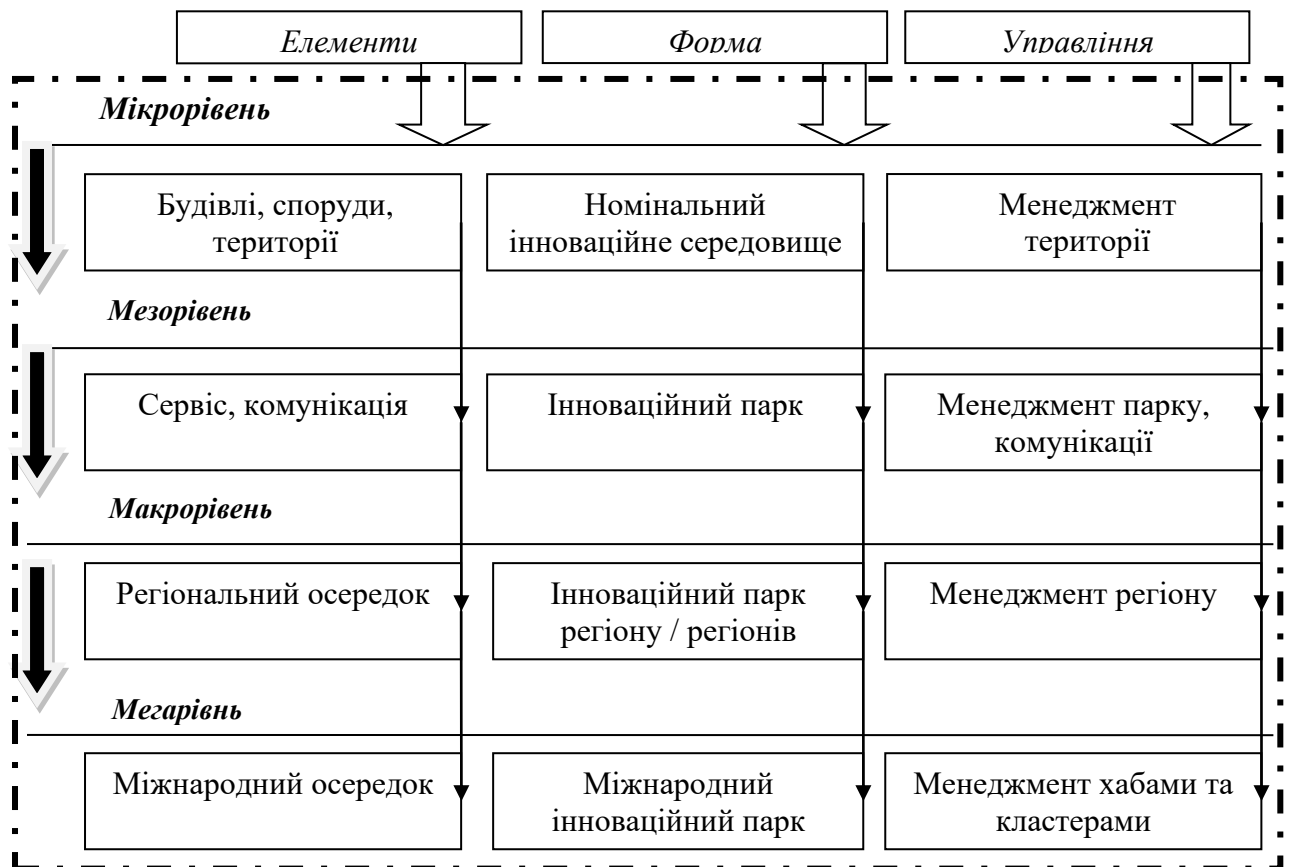 Елементи
Форма
Управління
Мікрорівень
Будівлі, споруди,
території
Номінальний
інноваційне середовище
Менеджмент
території
Мезорівень
Сервіс, комунікація
Інноваційний парк
Менеджмент парку,
комунікації
Макрорівень
Регіональний осередок
Інноваційний парк
регіону / регіонів
Менеджмент регіону
Мегарівнь
Міжнародний осередок
Міжнародний
інноваційний парк
Менеджмент хабами та
кластерами